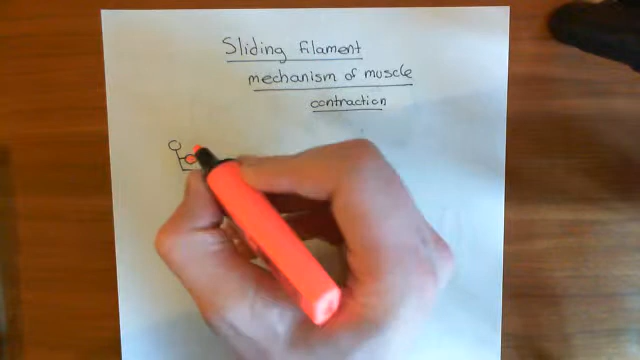 Sliding filament
mechanism of muscle
contraction